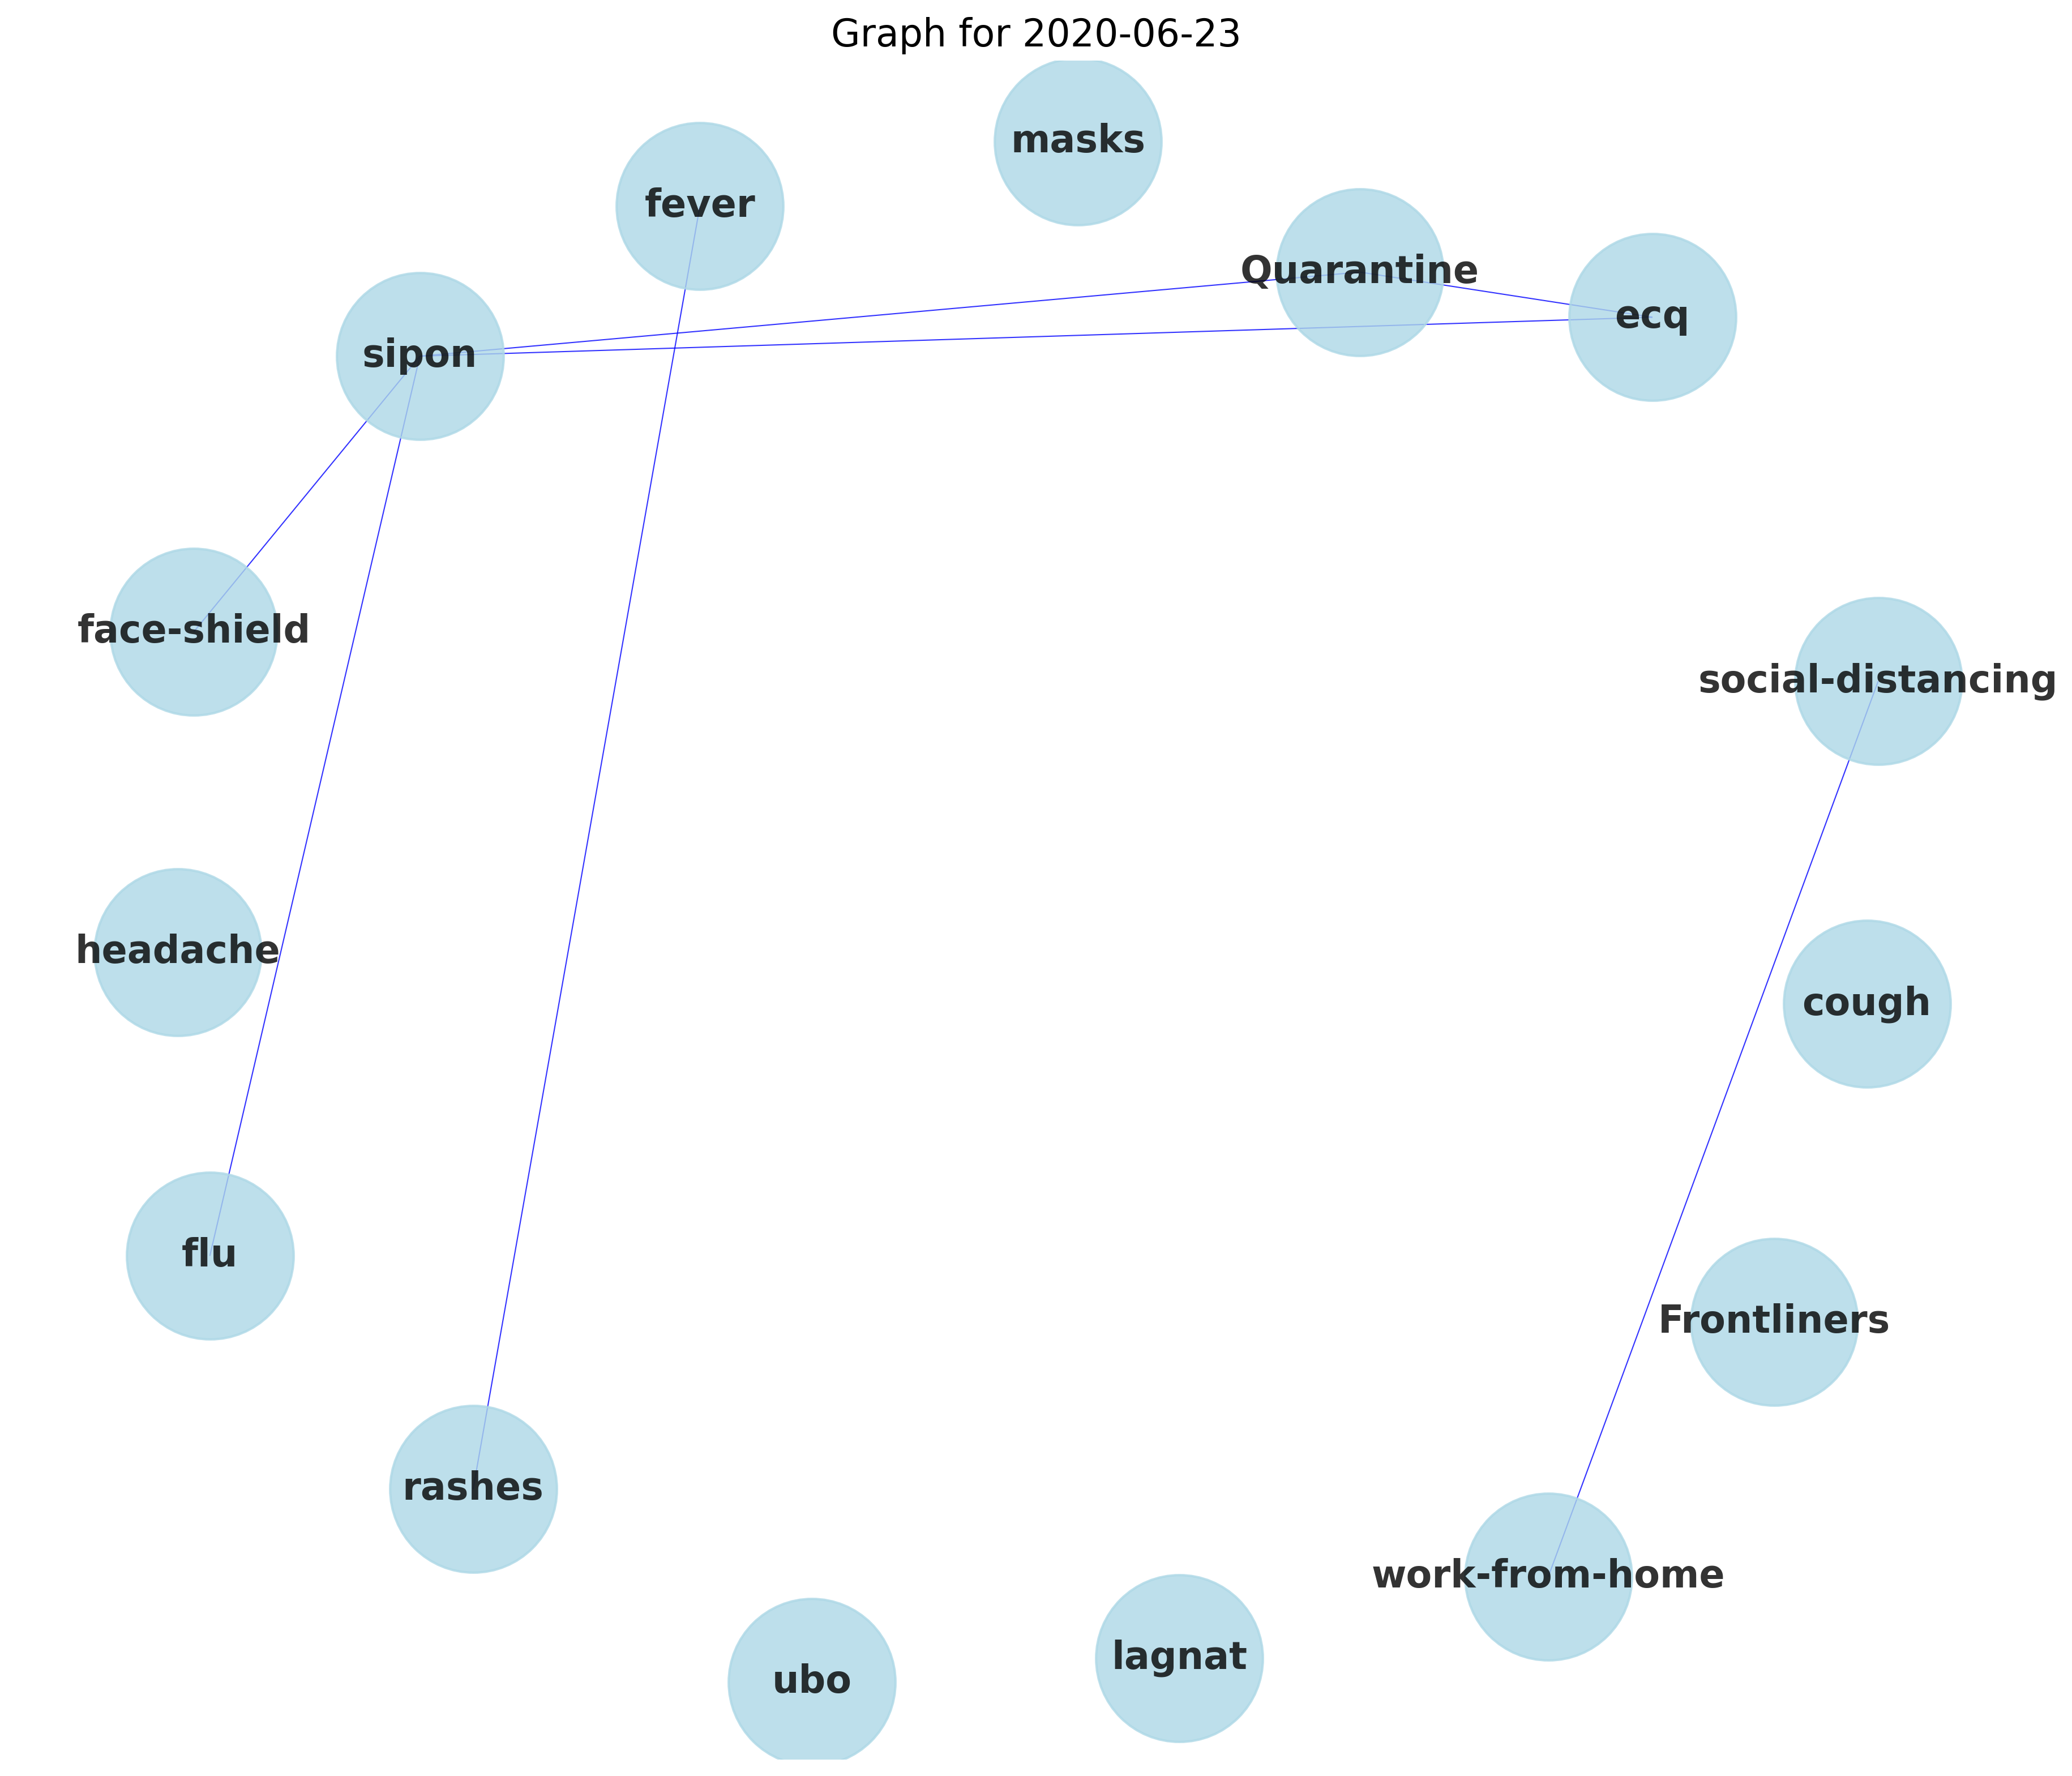 Graph for 2020-06-23
masks
fever
Quarantine
ecq
sipon
face-shield
social-distancing
headache
cough
flu
Frontliners
rashes
work-from-home
lagnat
ubo